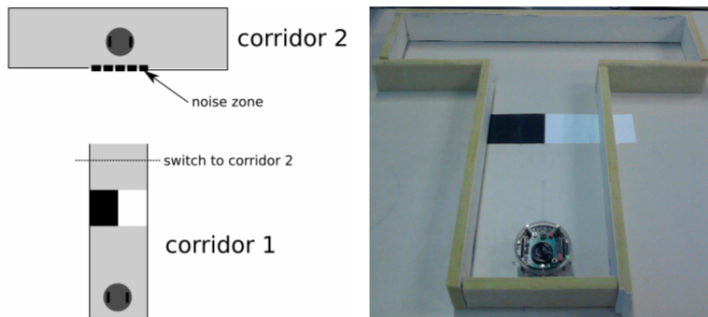 corridor 2
noise zone
switch to corridor 2
corridor 1